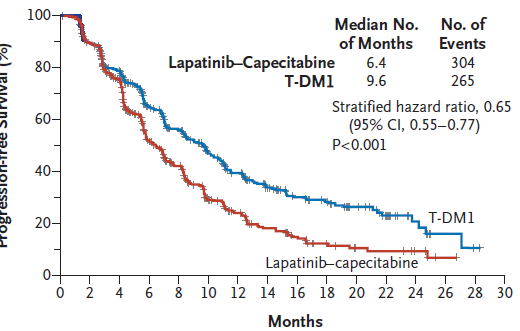 Progression-free Survival (%)
100
80
60
40
20
0
Median No. of Months
No. of Events
Lapatinib–Capecitabine 6.4 304
T-DM1 9.6 265
Stratified hazard ratio, 0.65
(95% CI, 0.55–0.77)
P<0.001
T-DM1
Lapatinib–capecitabine
0 2 4 6 8 10 12 14 16 18 20 22 24 26 28 30
Months